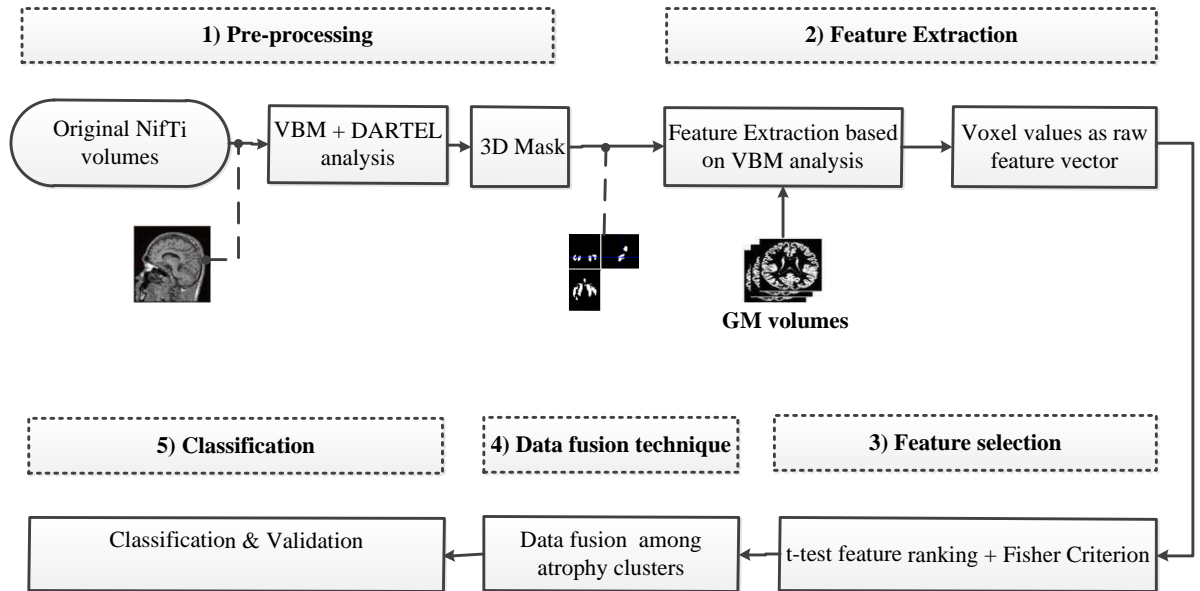 1) Pre-processing
2) Feature Extraction
Original NifTi
volumes
VBM + DARTEL
analysis
3D Mask
Feature Extraction based
on VBM analysis
Voxel values as raw
feature vector
GM volumes
3) Feature selection
4) Data fusion technique
5) Classification
t-test feature ranking + Fisher Criterion
Data fusion among
atrophy clusters
Classification & Validation